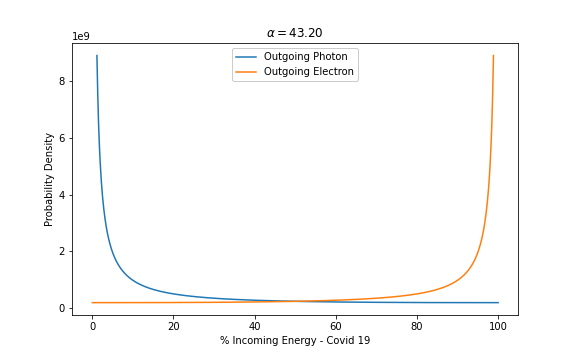 α = 43.20
1e9
Outgoing Photon
Outgoing Electron
8
6
4
2
0
Probability Density
0 20 40 60 80 100
% Incoming Energy - Covid 19